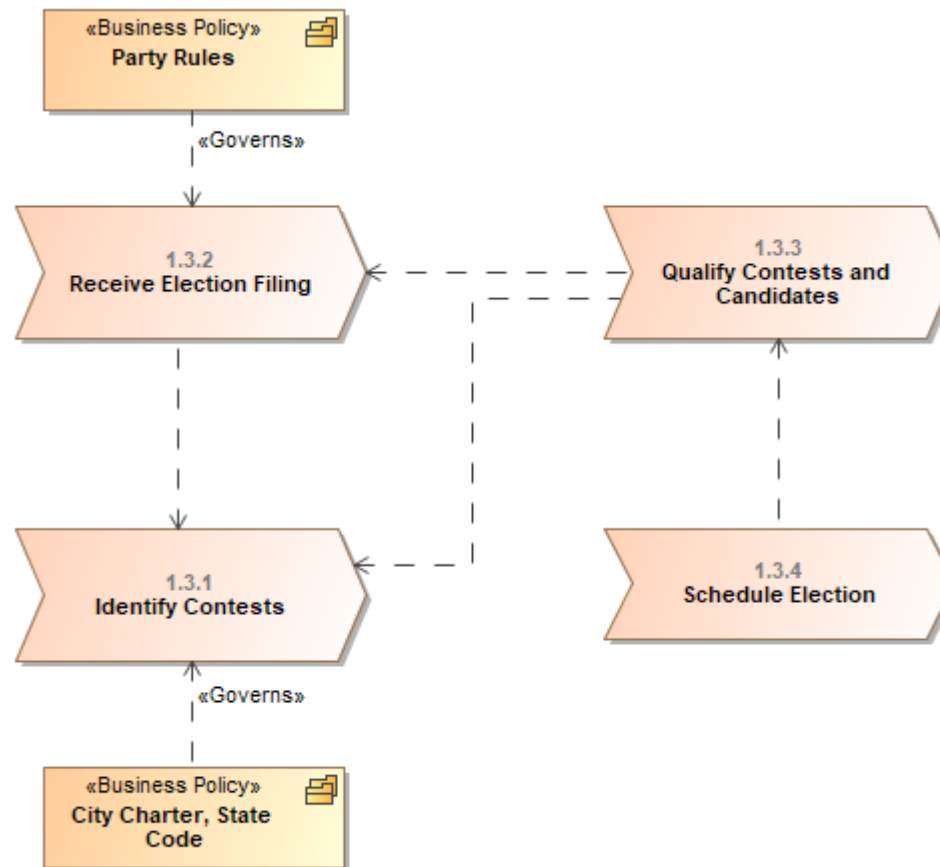 «Business Policy»
Party Rules
«Governs»
1.3.2
Receive Election Filing
1.3.3
Qualify Contests and
Candidates
1.3.1
Identify Contests
1.3.4
Schedule Election
«Governs»
«Business Policy»
City Charter, State
Code